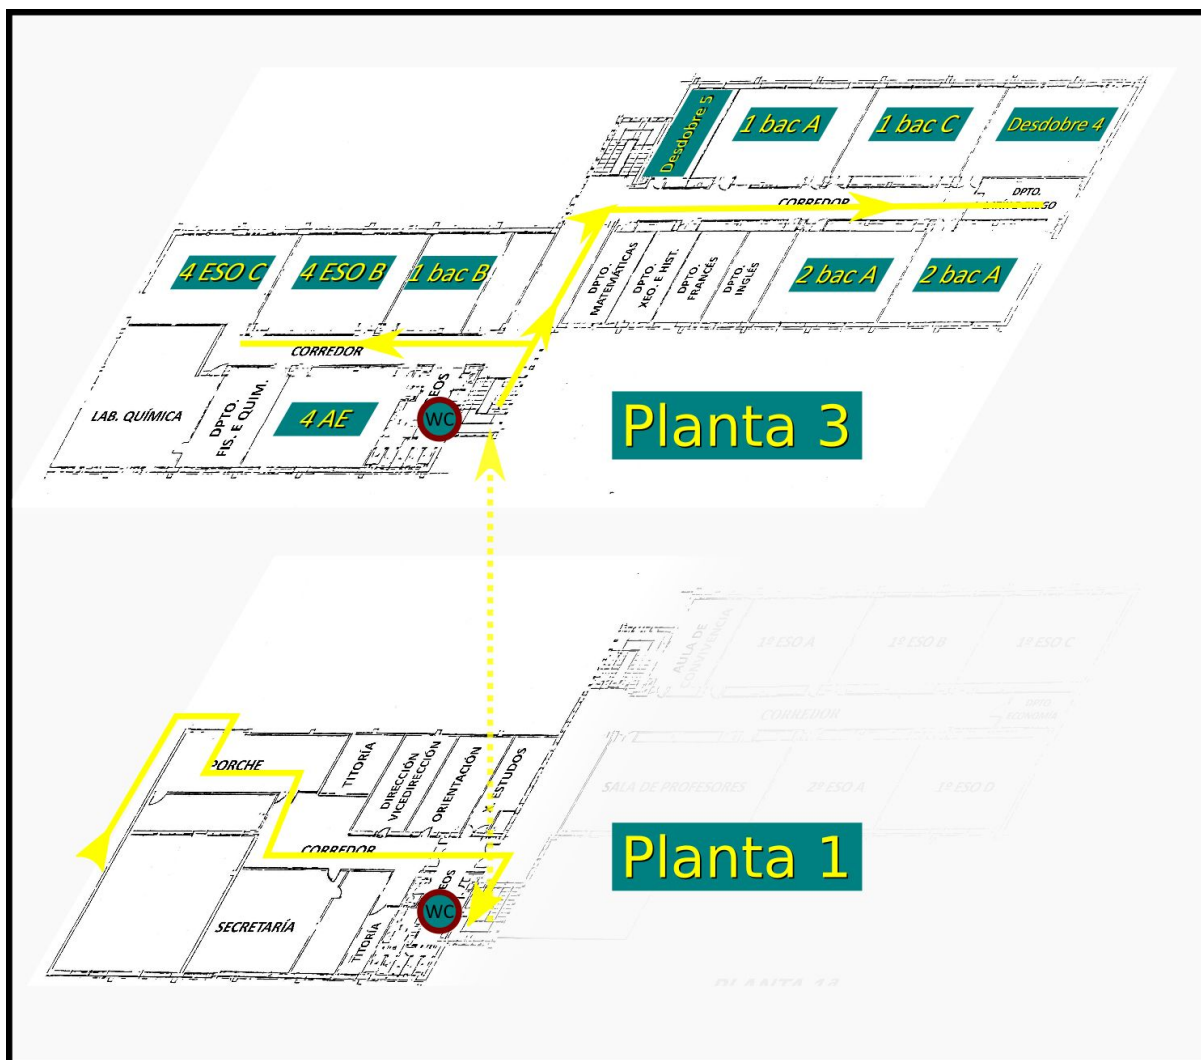 Desdobre 5
1 bac A
1 bac C
Desdobre 4
DPTO.
CORREDOR
4 ESO C
4 ESO B
1 bac B
DPTO.
MATEMÁTICAS
DPTO.
XEO. E HIST.
DPTO.
FRANCÉS
DPTO.
INGLÉS
2 bac A
2 bac A
CORREDOR
LAB. QUÍMICA
DPTO.
FIS. E QUIM.
4 AE
WC
Planta 3
AULA DE
CONVIVENCIA
1º ESO A
1º ESO B
1º ESO C
DPTO.
ECONOMÍA
CORREDOR
PORCHE
TITORÍA
DIRECCIÓN
VICEDIRECCIÓN
ORIENTACIÓN
X. ESTUDOS
SALA DE PROFESORES
2º ESO A
1º ESO D
CORREDOR
Planta 1
WC
SECRETARÍA
TITORÍA